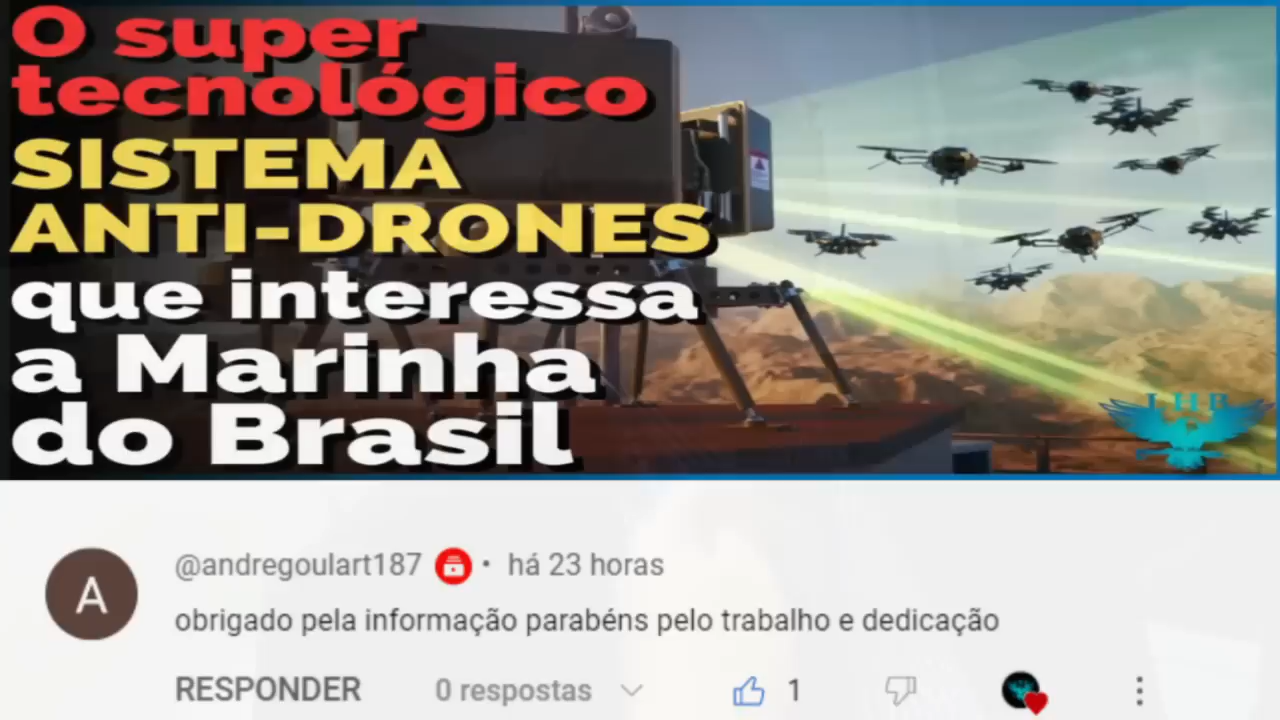 O super
tecnológico
SISTEMA
ANTI-DRONES
que interessa
a Marinha
do Brasil
THB
A
@andregoulart187 • há 23 horas
obrigado pela informação parabéns pelo trabalho e dedicação
RESPONDER 0 respostas 1